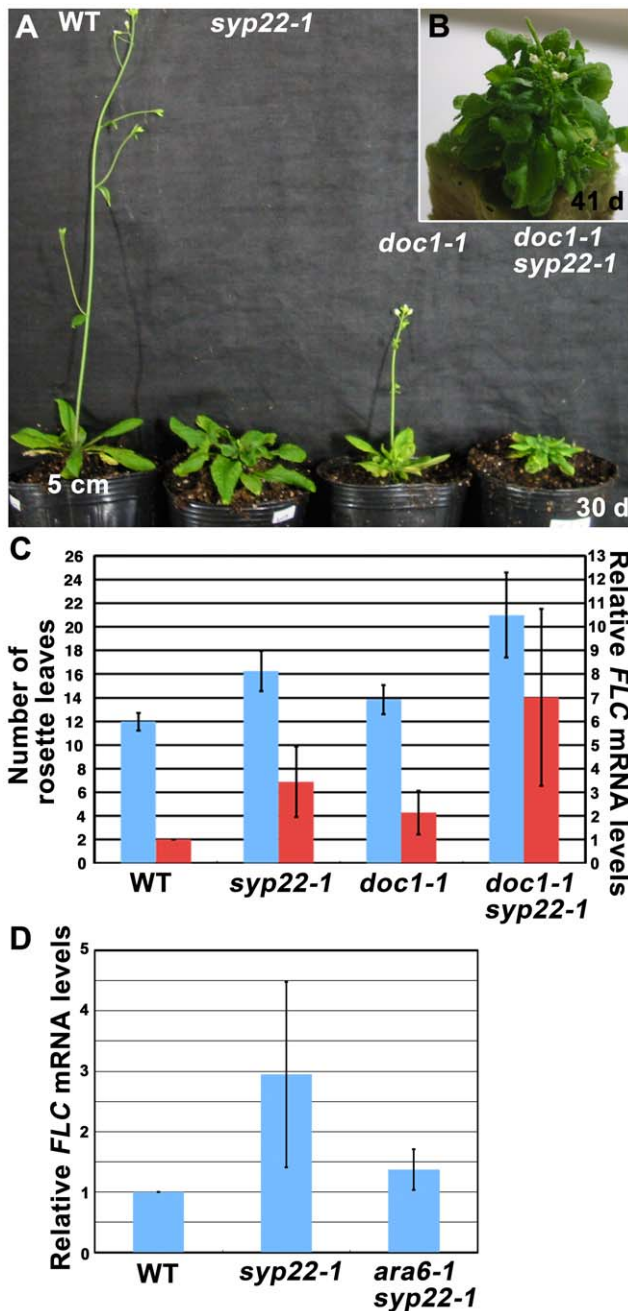 A WT syp22-1 B
41 d
doc1-1 doc1-1
syp22-1
5 cm
30 d
C
Number of
rosette leaves
26
24
22
20
18
16
14
12
10
8
6
4
2
0
13
12
11
10
9
8
7
6
5
4
3
2
1
0
Relative FLC mRNA levels
WT syp22-1 doc1-1 doc1-1
syp22-1
D
Relative FLC mRNA levels
5
4
3
2
1
0
WT syp22-1 ara6-1
syp22-1